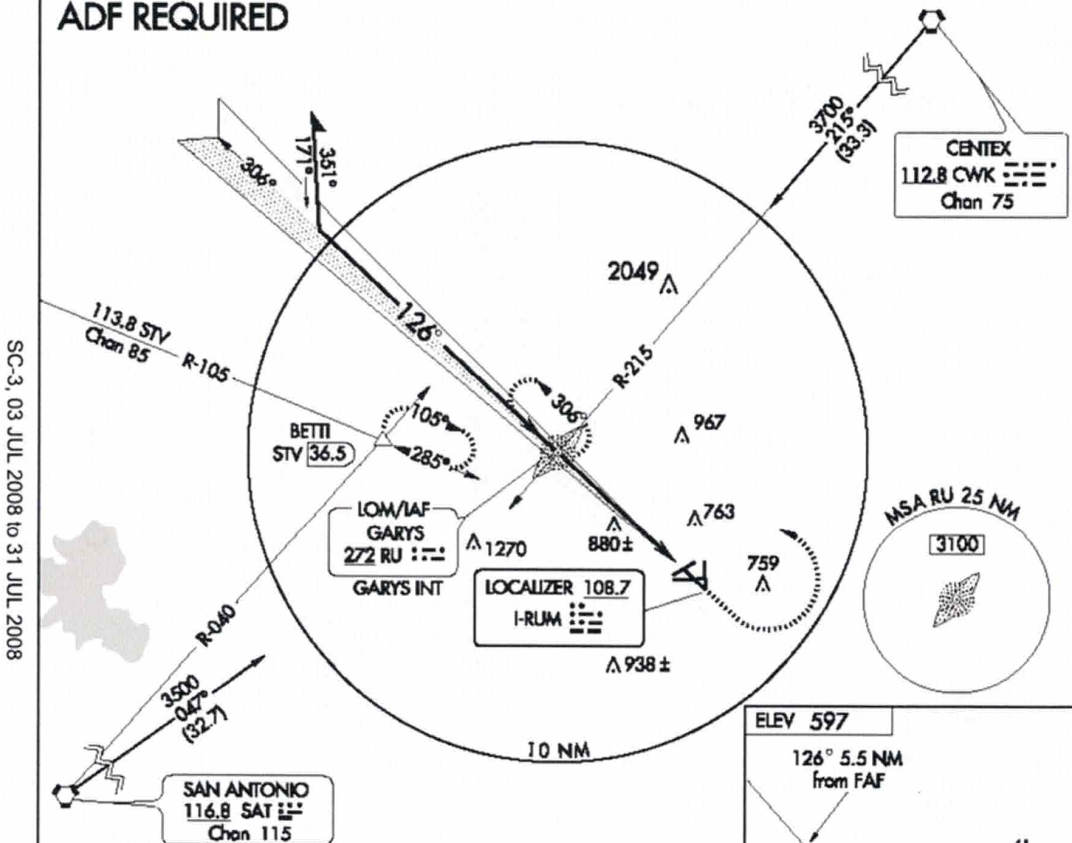 ADF REQUIRED
3700
215°
(33.3)
CENTEX
112.8 CWK
Chan 75
351°
171°
306°
2049
126°
113.8 STV
Chan 85
R-105
R-215
306°
967
BETTI
STV 36.5
105°
285°
763
LOM/IAF
GARYS
272 RU
GARYS INT
1270
880±
759
MSA RU 25 NM
3100
LOCALIZER 108.7
I-RUM
938±
R-040
3500
047°
(32.7)
10 NM
SAN ANTONIO
116.8 SAT
Chan 115
ELEV 597
126° 5.5 NM
from FAF
SC-3, 03 JUL 2008 to 31 JUL 2008